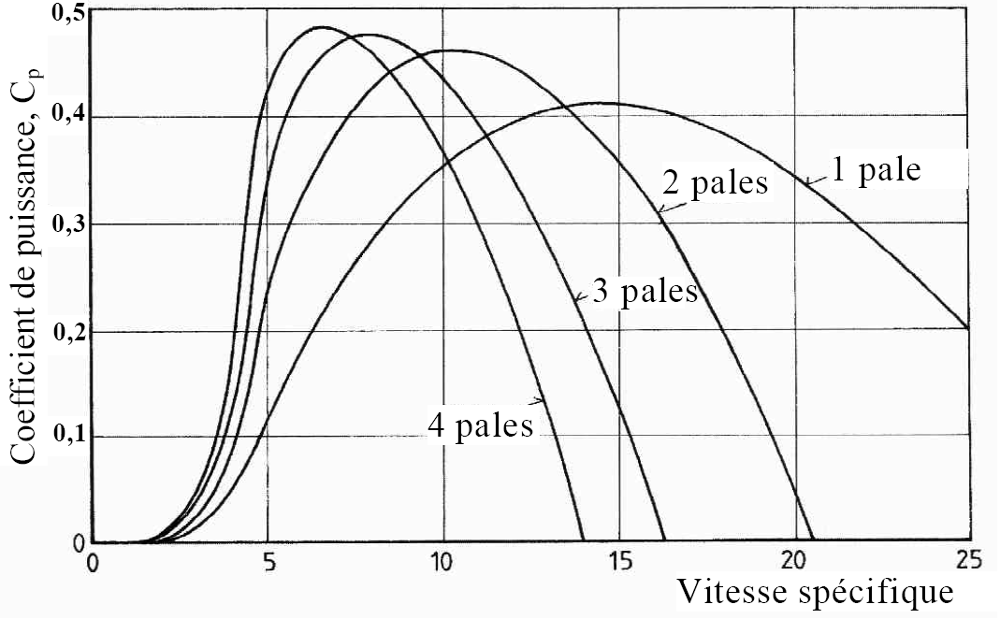 Coefficient de puissance, Cp
0,5
0,4
0,3
0,2
0,1
0
0 5 10 15 20 25
Vitesse spécifique
1 pale
2 pales
3 pales
4 pales